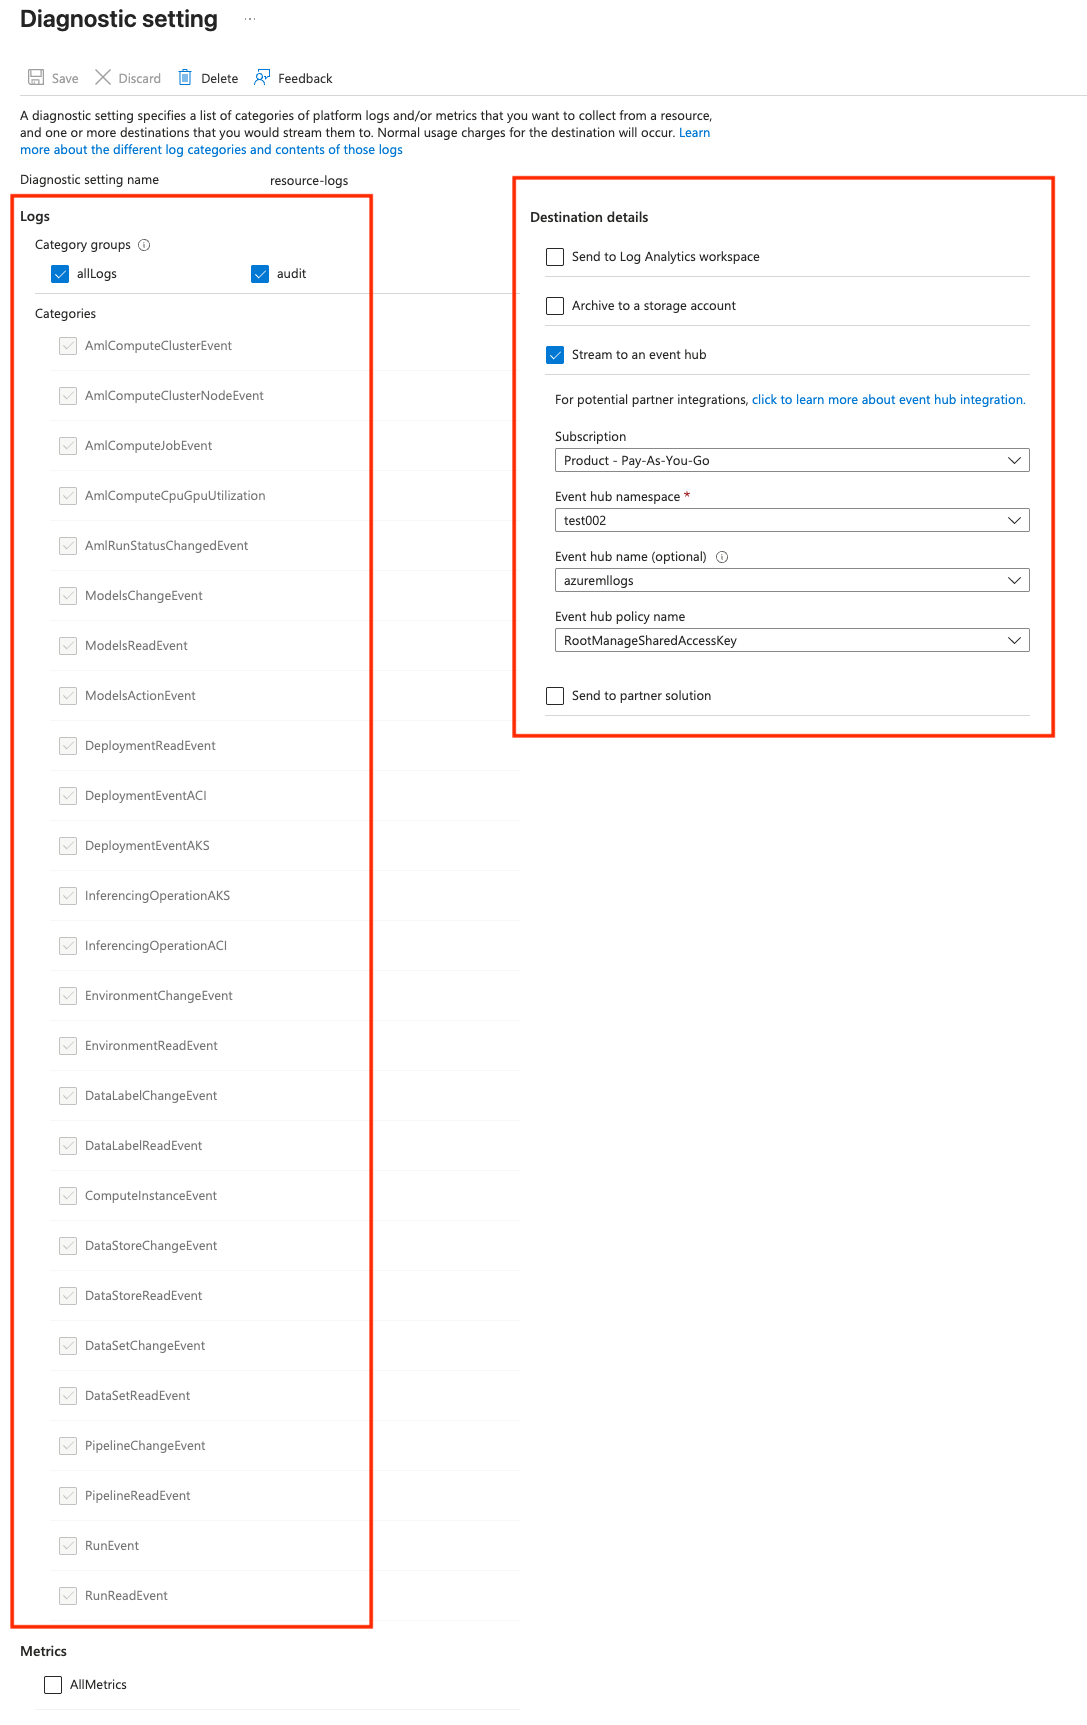 Diagnostic setting ...
Save Discard Delete Feedback
A diagnostic setting specifies a list of categories of platform logs and/or metrics that you want to collect from a resource,
and one or more destinations that you would stream them to. Normal usage charges for the destination will occur. Learn
more about the different log categories and contents of those logs
Diagnostic setting name resource-logs
Logs
Category groups
allLogs audit
Categories
AmlComputeClusterEvent
AmlComputeClusterNodeEvent
AmlComputeJobEvent
AmlComputeCpuGpuUtilization
AmlRunStatusChangedEvent
ModelsChangeEvent
ModelsReadEvent
ModelsActionEvent
DeploymentReadEvent
DeploymentEventACI
DeploymentEventAKS
InferencingOperationAKS
InferencingOperationACI
EnvironmentChangeEvent
EnvironmentReadEvent
DataLabelChangeEvent
DataLabelReadEvent
ComputeInstanceEvent
DataStoreChangeEvent
DataStoreReadEvent
DataSetChangeEvent
DataSetReadEvent
PipelineChangeEvent
PipelineReadEvent
RunEvent
RunReadEvent
Metrics
AllMetrics
Destination details
Send to Log Analytics workspace
Archive to a storage account
Stream to an event hub
For potential partner integrations, click to learn more about event hub integration.
Subscription
Product - Pay-As-You-Go
Event hub namespace *
test002
Event hub name (optional)
azuremllogs
Event hub policy name
RootManageSharedAccessKey
Send to partner solution